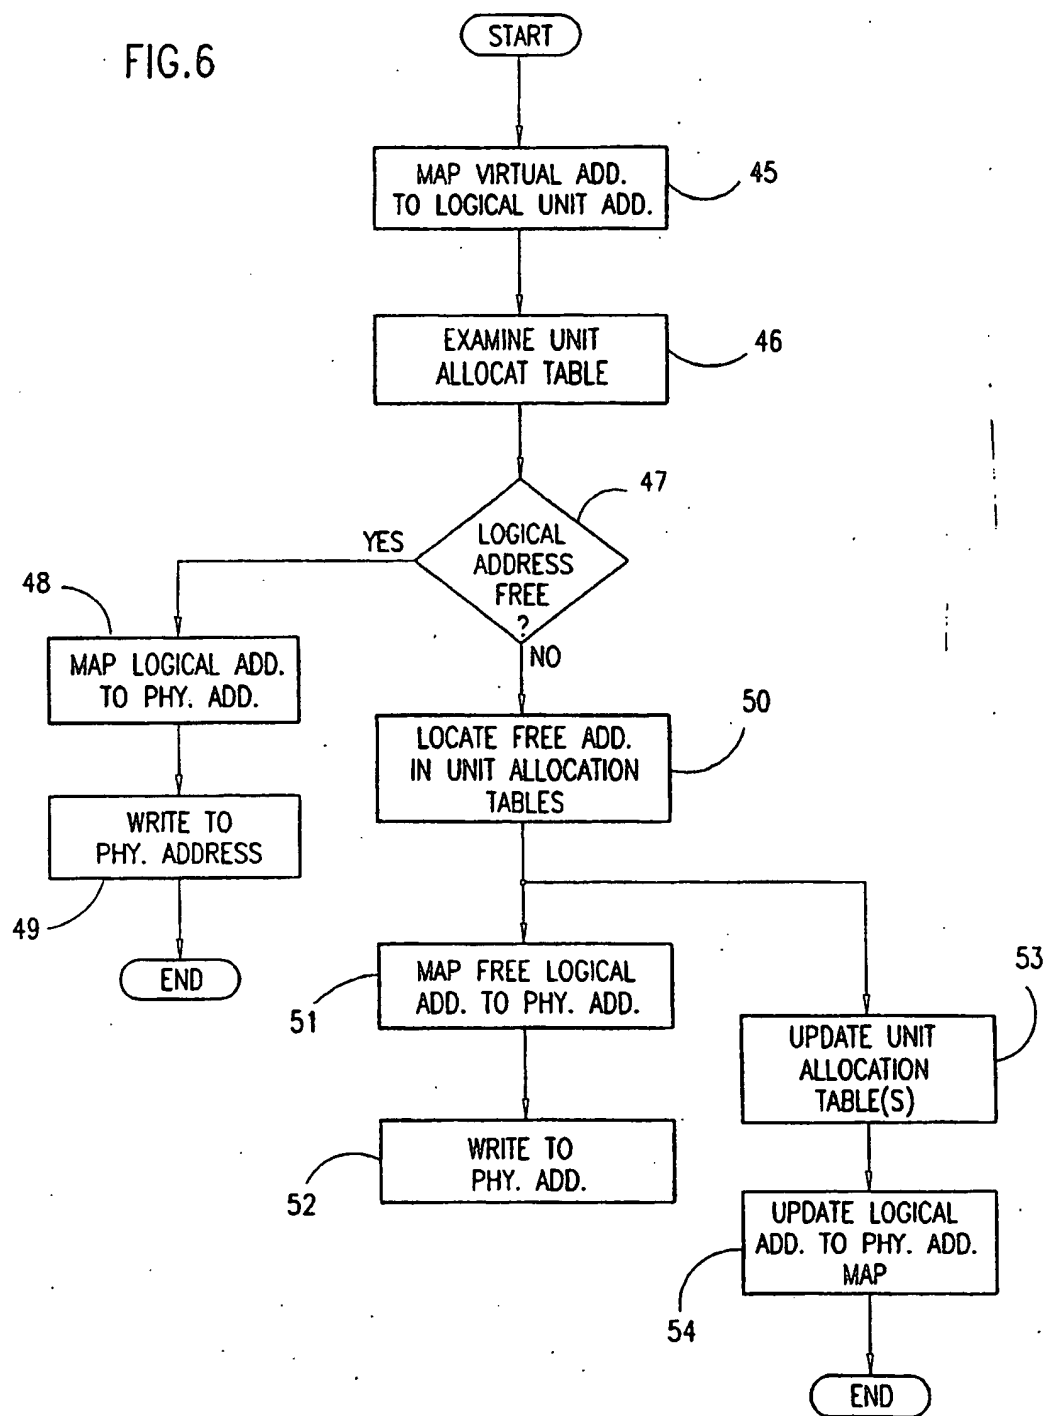 FIG.6
START
MAP VIRTUAL ADD.
TO LOGICAL UNIT ADD.
45
EXAMINE UNIT
ALLOCAT TABLE
46
47
LOGICAL
ADDRESS
FREE
?
YES
NO
48
MAP LOGICAL ADD.
TO PHY. ADD.
WRITE TO
PHY. ADDRESS
49
END
50
LOCATE FREE ADD.
IN UNIT ALLOCATION
TABLES
MAP FREE LOGICAL
ADD. TO PHY. ADD.
51
WRITE TO
PHY. ADD.
52
53
UPDATE UNIT
ALLOCATION
TABLE(S)
UPDATE LOGICAL
ADD. TO PHY. ADD.
MAP
54
END